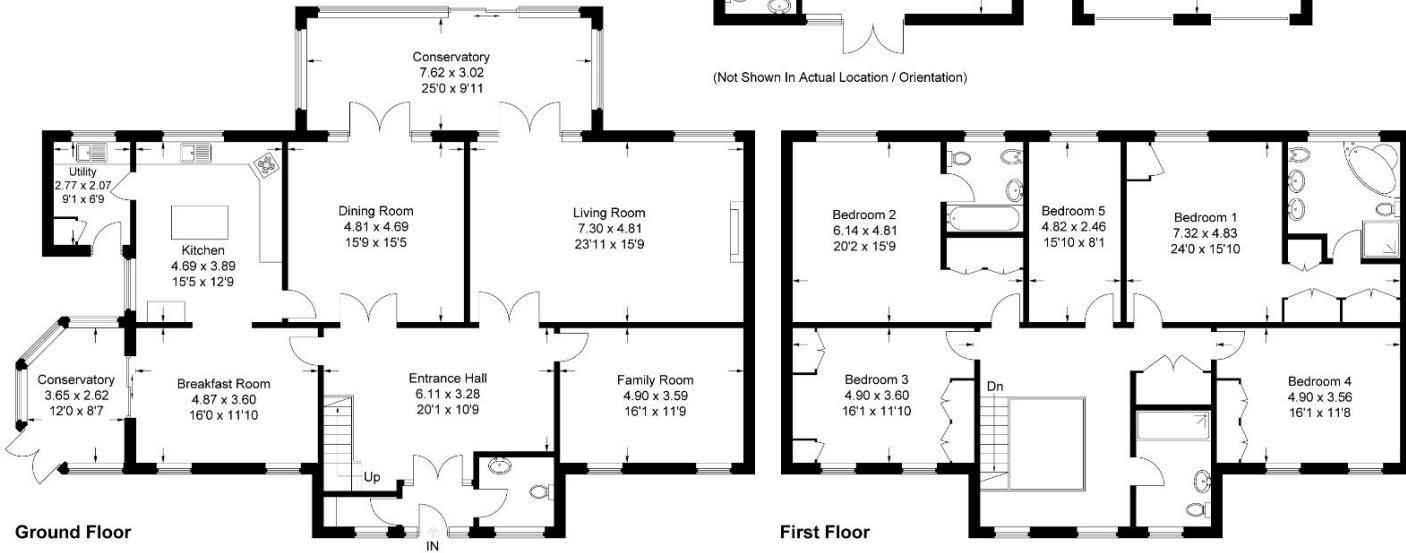 Conservatory
7.62 x 3.02
25'0 x 9'11
(Not Shown In Actual Location / Orientation)
Utility
2.77 x 2.07
9'1 x 6'9
Kitchen
4.69 x 3.89
15'5 x 12'9
Dining Room
4.81 x 4.69
15'9 x 15'5
Living Room
7.30 x 4.81
23'11 x 15'9
Conservatory
3.65 x 2.62
12'0 x 8'7
Breakfast Room
4.87 x 3.60
16'0 x 11'10
Entrance Hall
6.11 x 3.28
20'1 x 10'9
Family Room
4.90 x 3.59
16'1 x 11'9
Up
IN
Ground Floor
Bedroom 2
6.14 x 4.81
20'2 x 15'9
Bedroom 5
4.82 x 2.46
15'10 x 8'1
Bedroom 1
7.32 x 4.83
24'0 x 15'10
Bedroom 3
4.90 x 3.60
16'1 x 11'10
Dn
Bedroom 4
4.90 x 3.56
16'1 x 11'8
First Floor